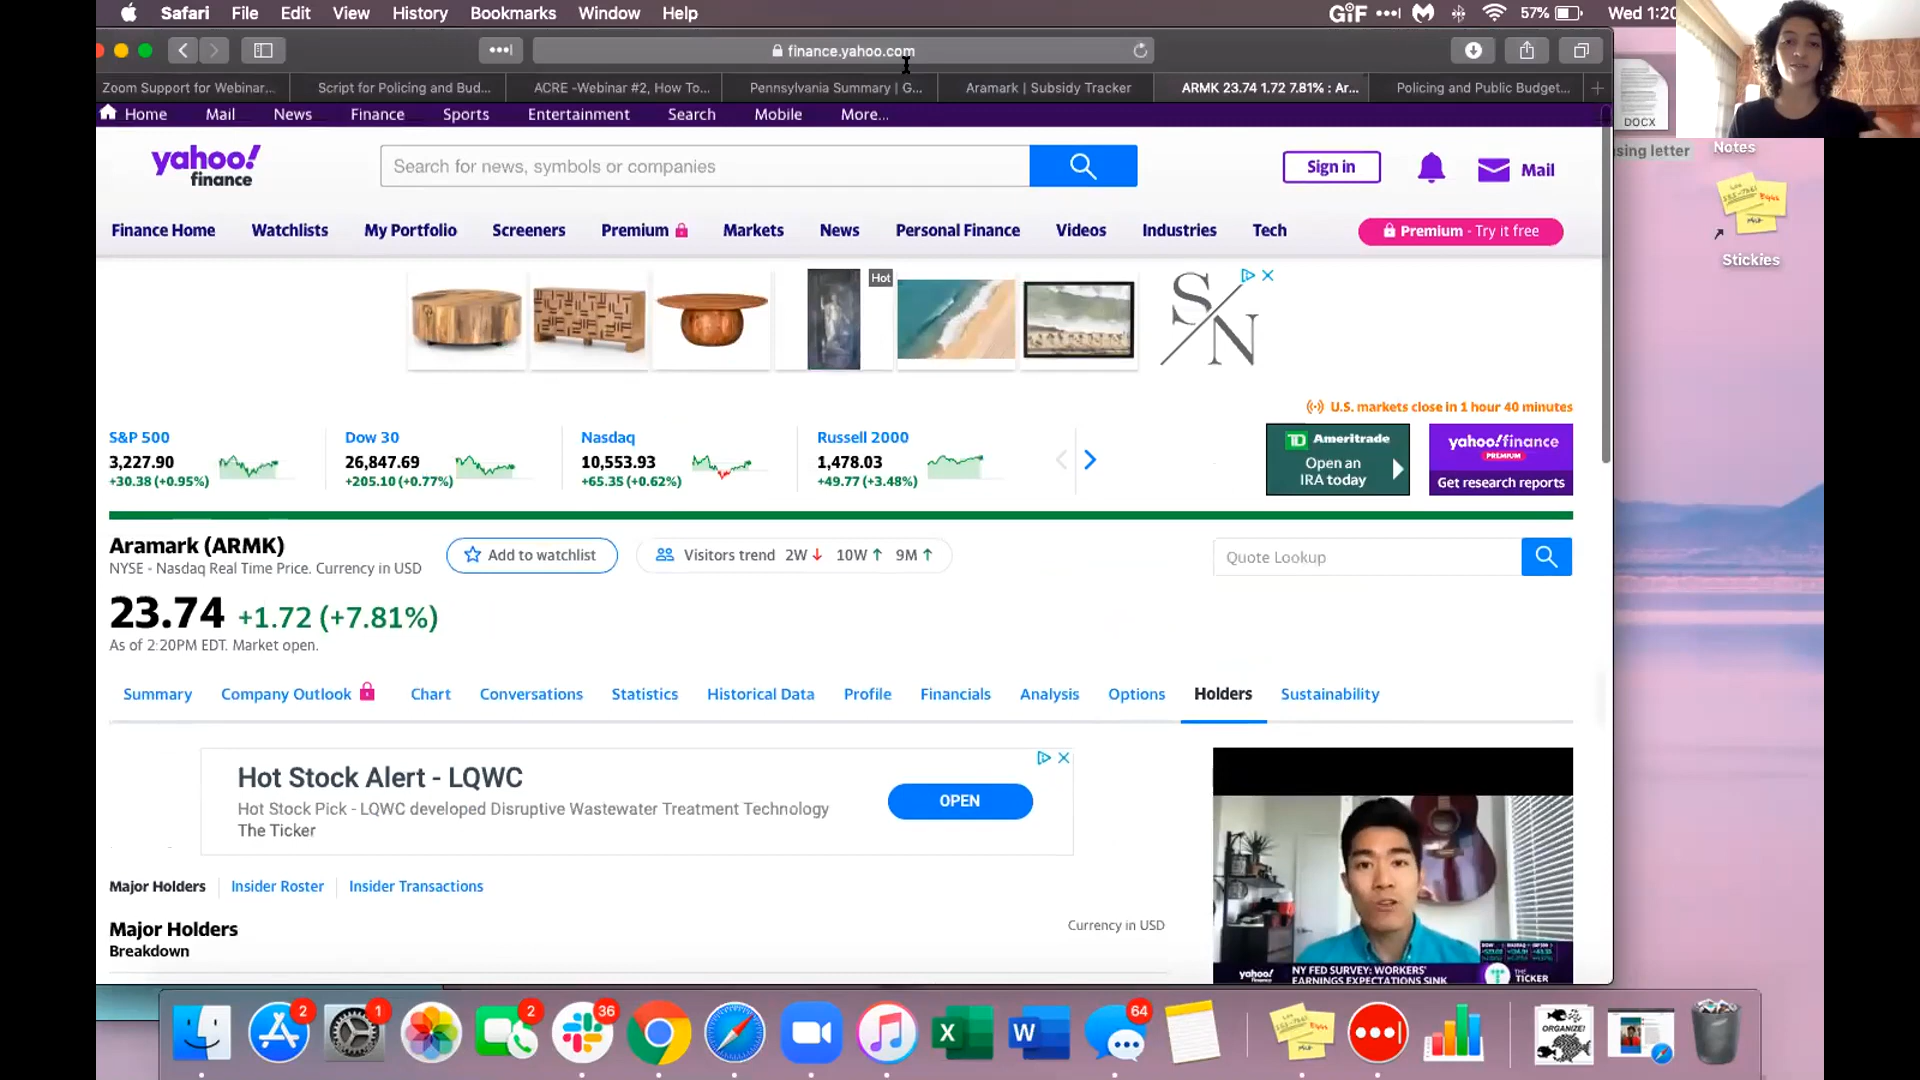 Safari File Edit View History Bookmarks Window Help GIF 57% Wed 1:20
finance.yahoo.com
Zoom Support for Webinar... Script for Policing and Bud... ACRE -Webinar #2, How To... Pennsylvania Summary | G... Aramark | Subsidy Tracker ARMK 23.74 1.72 7.81% : Ar... Policing and Public Budget...
DOCX
Home Mail News Finance Sports Entertainment Search Mobile More...
sing letter Notes
yahoo!
finance
Search for news, symbols or companies
Sign in Mail
Finance Home Watchlists My Portfolio Screeners Premium Markets News Personal Finance Videos Industries Tech Premium - Try it free
Stickies
Hot
S/N
U.S. markets close in 1 hour 40 minutes
S&P 500
3,227.90
+30.38 (+0.95%)
Dow 30
26,847.69
+205.10 (+0.77%)
Nasdaq
10,553.93
+65.35 (+0.62%)
Russell 2000
1,478.03
+49.77 (+3.48%)
TD Ameritrade
Open an
IRA today
yahoo!finance
PREMIUM
Get research reports
Aramark (ARMK)
NYSE - Nasdaq Real Time Price. Currency in USD
Add to watchlist
Visitors trend 2W 10W 9M
Quote Lookup
23.74 +1.72 (+7.81%)
As of 2:20PM EDT. Market open.
Summary Company Outlook Chart Conversations Statistics Historical Data Profile Financials Analysis Options Holders Sustainability
Hot Stock Alert - LQWC
Hot Stock Pick - LQWC developed Disruptive Wastewater Treatment Technology
The Ticker
OPEN
Major Holders Insider Roster Insider Transactions
Major Holders
Breakdown
Currency in USD
yahoo!
finance
NY FED SURVEY: WORKERS'
EARNINGS EXPECTATIONS SINK
THE
TICKER
2 1 2 36 64
X W
ORGANIZE!